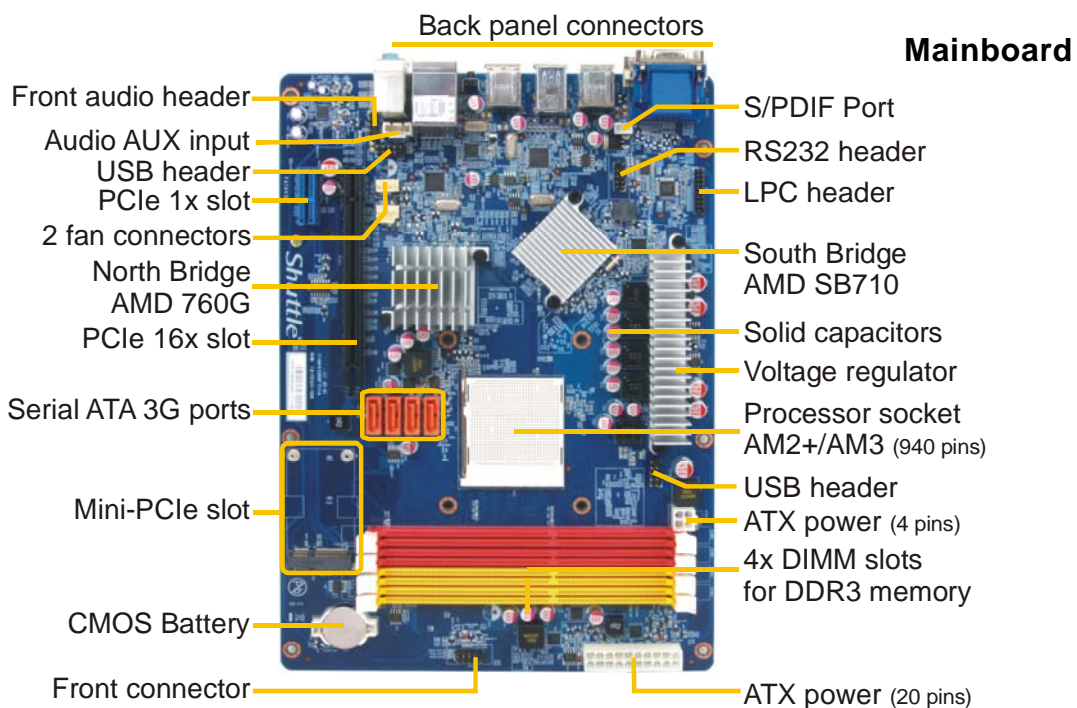 Back panel connectors
Mainboard
Front audio header
Audio AUX input
USB header
PCIe 1x slot
2 fan connectors
North Bridge
AMD 760G
PCIe 16x slot
Serial ATA 3G ports
Mini-PCIe slot
CMOS Battery
Front connector
Shuttle
S/PDIF Port
RS232 header
LPC header
South Bridge
AMD SB710
Solid capacitors
Voltage regulator
Processor socket
AM2+/AM3 (940 pins)
USB header
ATX power (4 pins)
4x DIMM slots
for DDR3 memory
ATX power (20 pins)